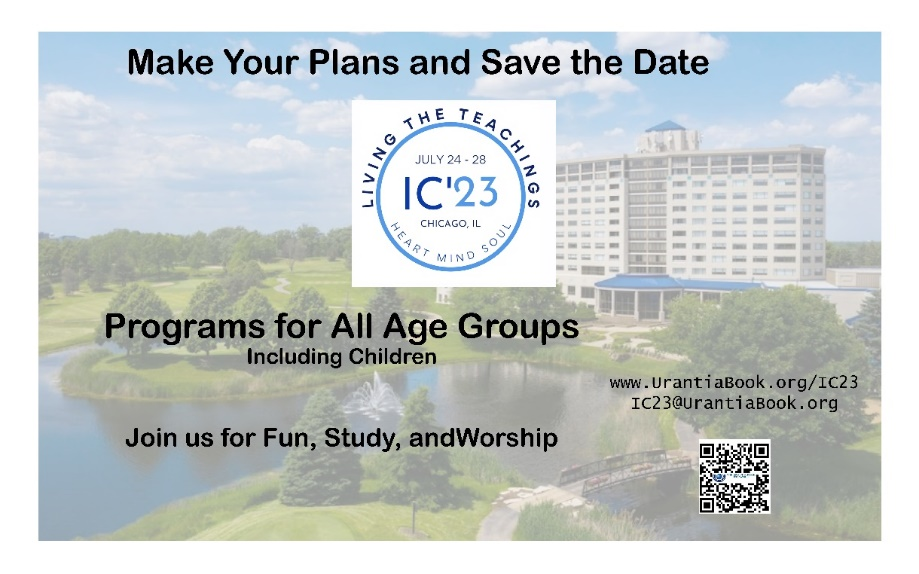 Make Your Plans and Save the Date
LIVING THE TEACHINGS
JULY 24 - 28
IC'23
CHICAGO, IL
HEART MIND SOUL
Programs for All Age Groups
Including Children
www.UrantiaBook.org/IC23
IC23@UrantiaBook.org
Join us for Fun, Study, andWorship